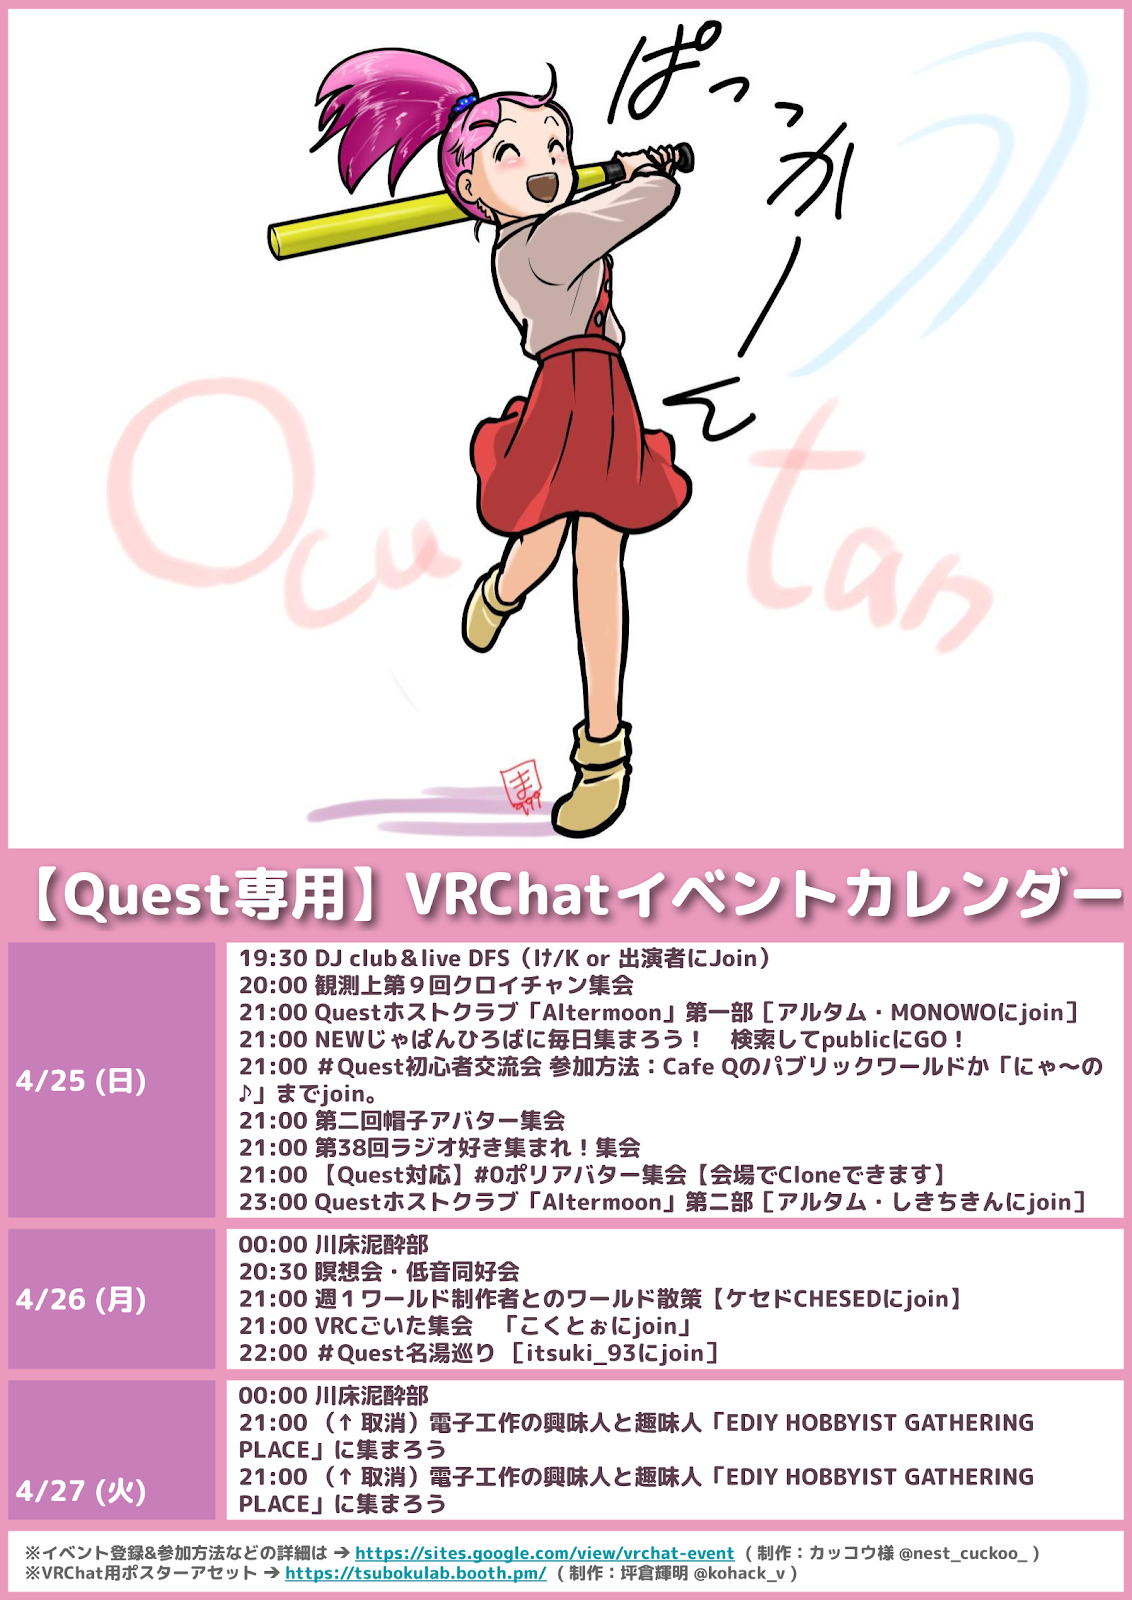 ぱっっかーん
Ocu tan
ま
999
【Quest専用】VRChatイベントカレンダー
4/25 (日)
19:30 DJ club＆live DFS（け/K or 出演者にJoin）
20:00 観測上第９回クロイチャン集会
21:00 Questホストクラブ「Altermoon」第一部［アルタム・MONOWOにjoin］
21:00 NEWじゃぱんひろばに毎日集まろう！　検索してpublicにGO！
21:00 ＃Quest初心者交流会 参加方法：Cafe Qのパブリックワールドか「にゃ～の
♪」までjoin。
21:00 第二回帽子アバター集会
21:00 第38回ラジオ好き集まれ！集会
21:00 【Quest対応】#0ポリアバター集会【会場でCloneできます】
23:00 Questホストクラブ「Altermoon」第二部［アルタム・しきちきんにjoin］
4/26 (月)
00:00 川床泥酔部
20:30 瞑想会・低音同好会
21:00 週１ワールド制作者とのワールド散策【ケセドCHESEDにjoin】
21:00 VRCごいた集会　「こくとぉにjoin」
22:00 ＃Quest名湯巡り ［itsuki_93にjoin］
4/27 (火)
00:00 川床泥酔部
21:00 （↑ 取消）電子工作の興味人と趣味人「EDIY HOBBYIST GATHERING
PLACE」に集まろう
21:00 （↑ 取消）電子工作の興味人と趣味人「EDIY HOBBYIST GATHERING
PLACE」に集まろう
※イベント登録&参加方法などの詳細は → https://sites.google.com/view/vrchat-event （ 制作：カッコウ様 @nest_cuckoo_ ）
※VRChat用ポスターアセット → https://tsubokulab.booth.pm/ （ 制作：坪倉輝明 @kohack_v ）